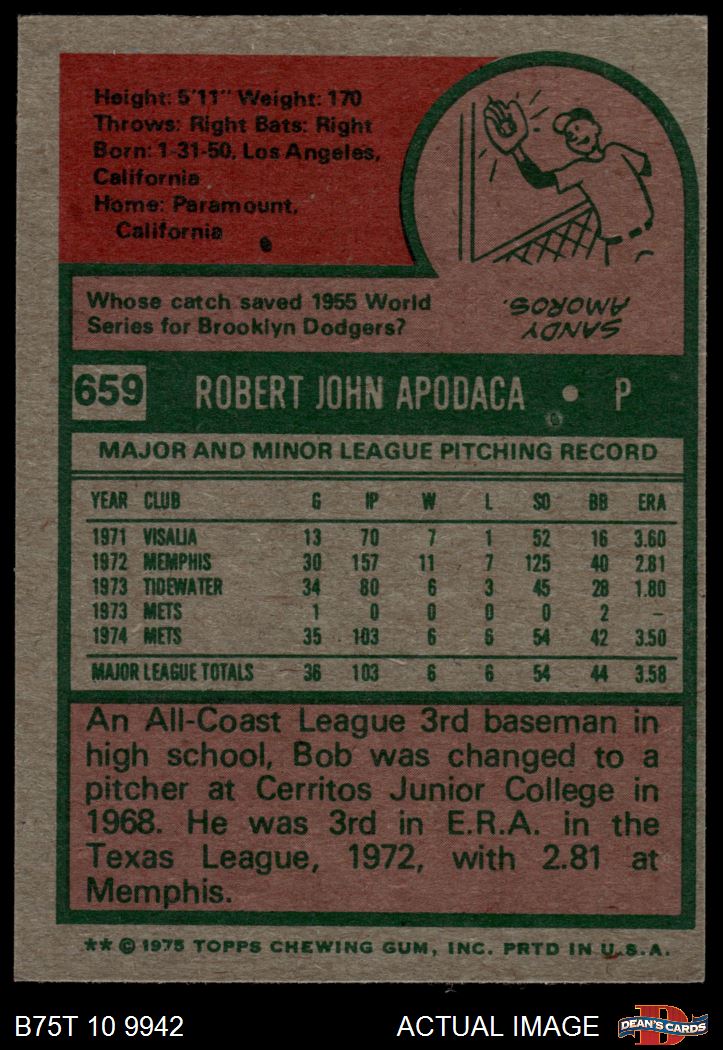 Height: 5'11" Weight: 170
Throws: Right Bats: Right
Born: 1-31-50, Los Angeles,
California
Home: Paramount,
California
Whose catch saved 1955 World
Series for Brooklyn Dodgers?
SANDY
AMOROS.
659 ROBERT JOHN APODACA • P
MAJOR AND MINOR LEAGUE PITCHING RECORD
YEAR CLUB G IP W L SO BB ERA
1971 VISALIA 13 70 7 1 52 16 3.60
1972 MEMPHIS 30 157 11 7 125 40 2.81
1973 TIDEWATER 34 80 6 3 45 28 1.80
1973 METS 1 0 0 0 0 2 —
1974 METS 35 103 6 6 54 42 3.50
MAJOR LEAGUE TOTALS 36 103 6 6 54 44 3.58
An All-Coast League 3rd baseman in
high school, Bob was changed to a
pitcher at Cerritos Junior College in
1968. He was 3rd in E.R.A. in the
Texas League, 1972, with 2.81 at
Memphis.
** © 1975 TOPPS CHEWING GUM, INC. PRTD IN U.S.A.
B75T 10 9942 ACTUAL IMAGE D DEAN'S CARDS